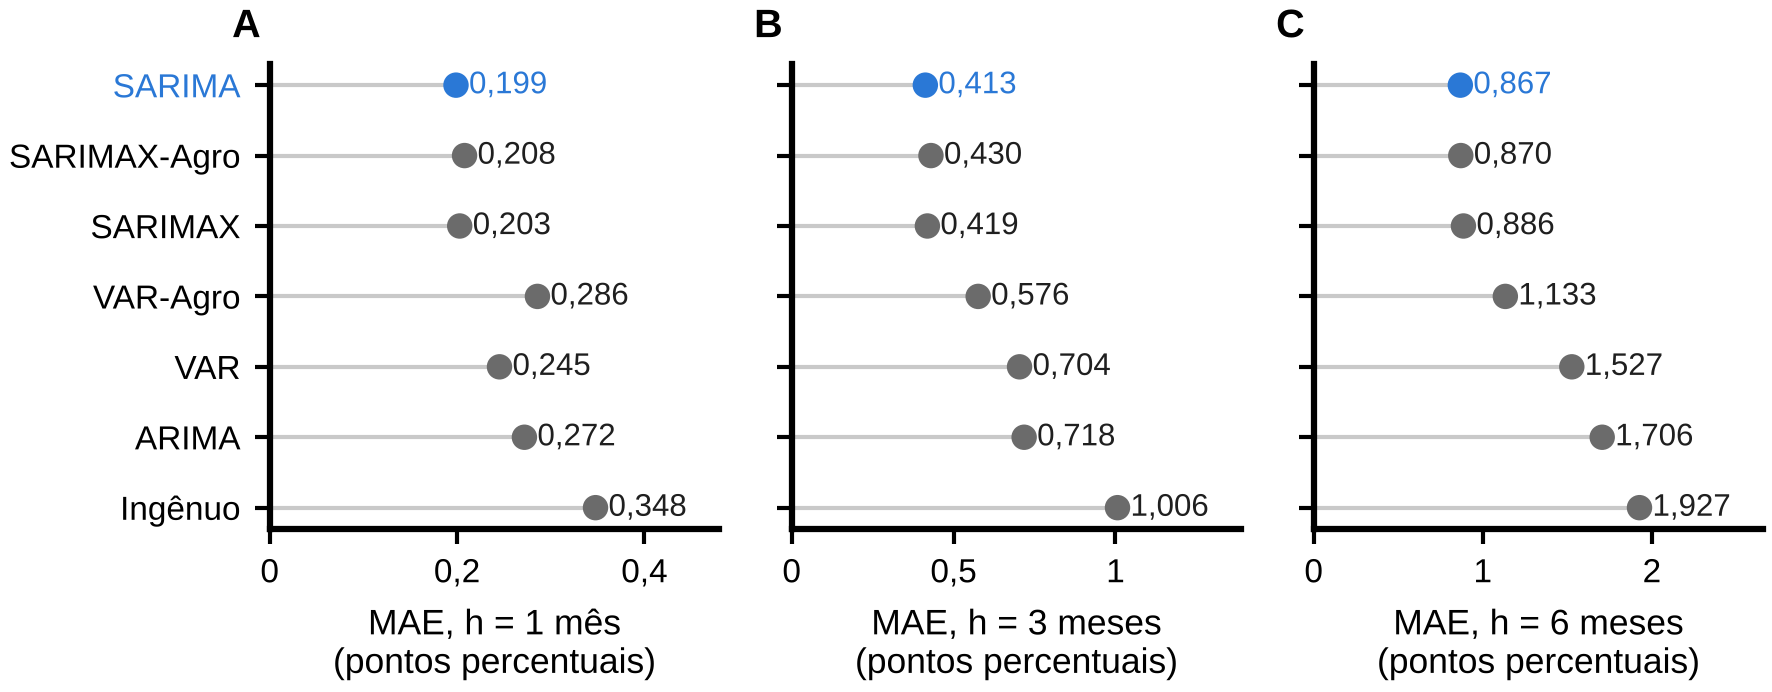 A
B
C
SARIMA
0,199
0,413
0,867
SARIMAX-Agro
0,208
0,430
0,870
SARIMAX
0,203
0,419
0,886
VAR-Agro
0,286
0,576
1,133
VAR
0,245
0,704
1,527
ARIMA
0,272
0,718
1,706
Ingênuo
0,348
1,006
1,927
0
0,2
0,4
0
0,5
1
0
1
2
MAE, h = 1 mês
(pontos percentuais)
MAE, h = 3 meses
(pontos percentuais)
MAE, h = 6 meses
(pontos percentuais)